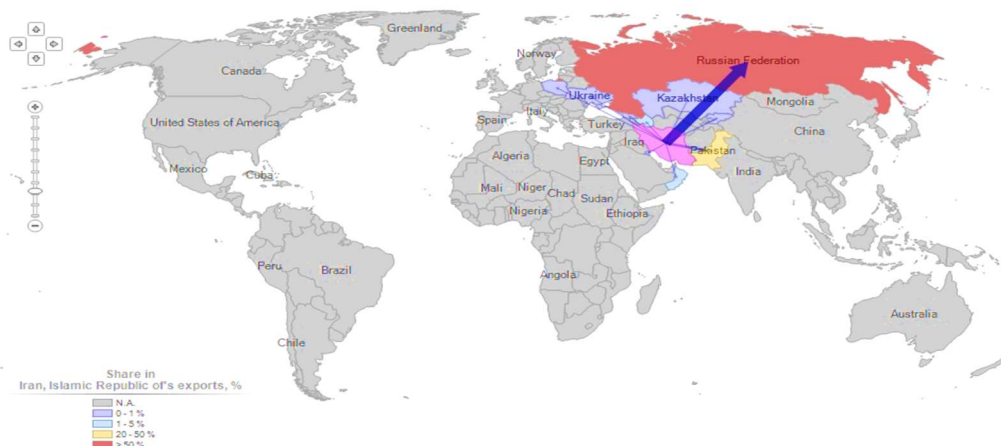 Greenland
Norway
Russian Federation
Canada
Ukraine
Kazakhstan
Mongolia
United States of America
Spain
Italy
Turkey
China
Iraq
Pakistan
Mexico
Cuba
Algeria
Egypt
India
Mali
Niger
Chad
Sudan
Nigeria
Ethiopia
Peru
Brazil
Angola
Australia
Chile
Share in
Iran, Islamic Republic of's exports, %
N.A.
0 - 1 %
1 - 5 %
20 - 50 %
> 50 %